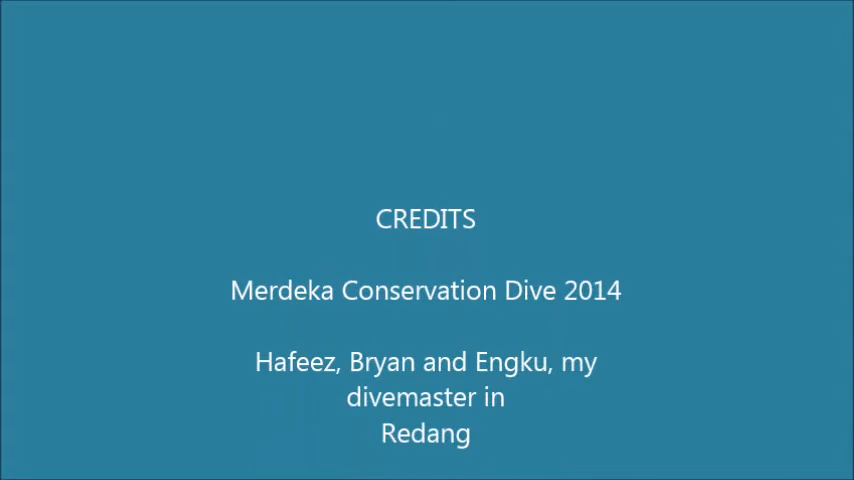 CREDITS
Merdeka Conservation Dive 2014
Hafeez, Bryan and Engku, my
divemaster in
Redang